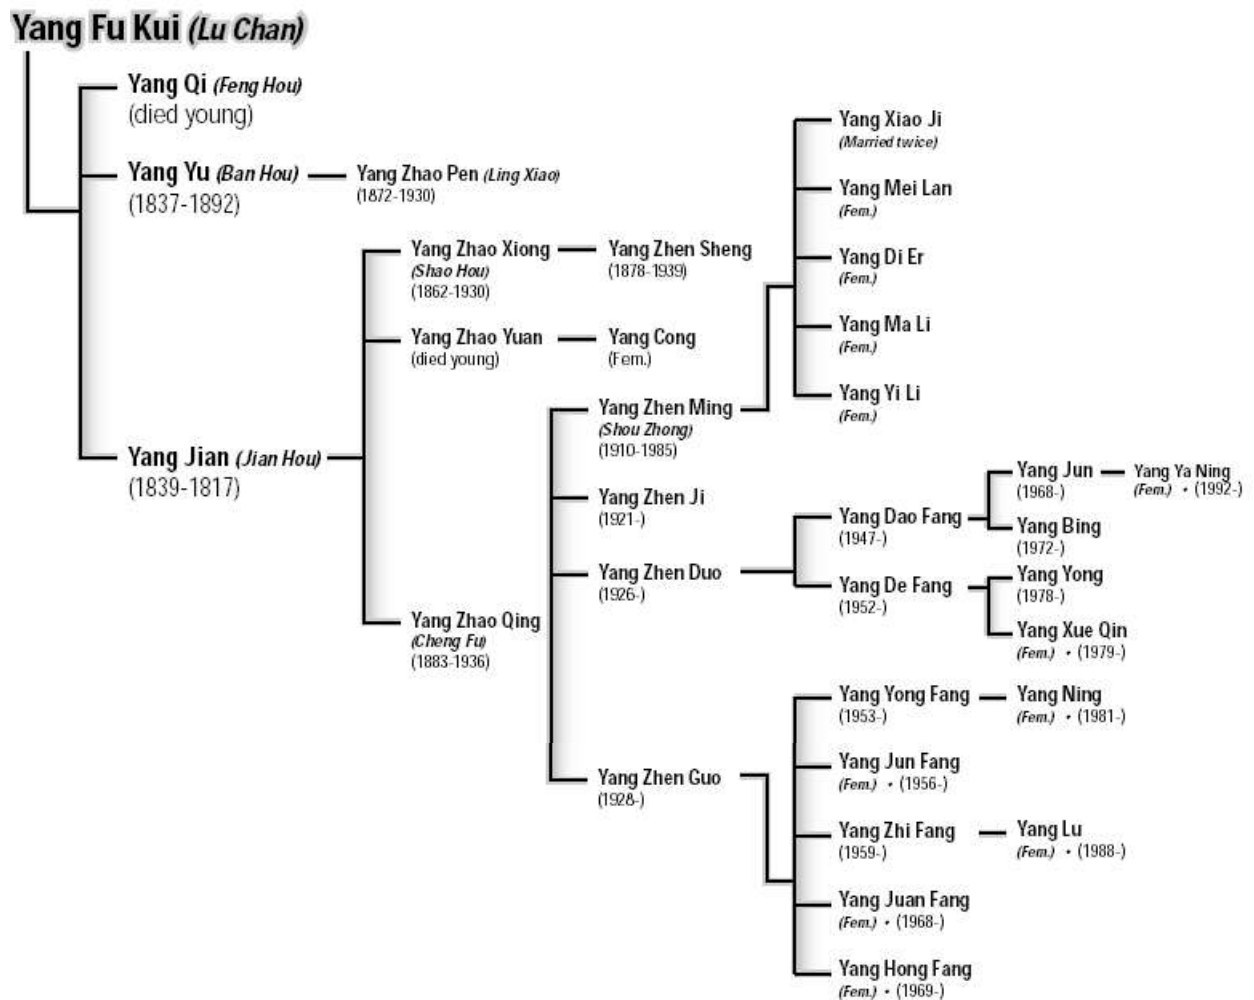 Yang Fu Kui (Lu Chan)
Yang Qi (Feng Hou)
(died young)
Yang Yu (Ban Hou)
(1837-1892)
Yang Zhao Pen (Ling Xiao)
(1872-1930)
Yang Jian (Jian Hou)
(1839-1817)
Yang Zhao Xiong
(Shao Hou)
(1862-1930)
Yang Zhen Sheng
(1878-1939)
Yang Zhao Yuan
(died young)
Yang Cong
(Fem.)
Yang Zhao Qing
(Cheng Fu)
(1883-1936)
Yang Zhen Ming
(Shou Zhong)
(1910-1985)
Yang Xiao Ji
(Married twice)
Yang Mei Lan
(Fem.)
Yang Di Er
(Fem.)
Yang Ma Li
(Fem.)
Yang Yi Li
(Fem.)
Yang Zhen Ji
(1921-)
Yang Zhen Duo
(1926-)
Yang Dao Fang
(1947-)
Yang Jun
(1968-)
Yang Ya Ning
(Fem.) • (1992-)
Yang Bing
(1972-)
Yang De Fang
(1952-)
Yang Yong
(1978-)
Yang Xue Qin
(Fem.) • (1979-)
Yang Zhen Guo
(1928-)
Yang Yong Fang
(1953-)
Yang Ning
(Fem.) • (1981-)
Yang Jun Fang
(Fem.) • (1956-)
Yang Zhi Fang
(1959-)
Yang Lu
(Fem.) • (1988-)
Yang Juan Fang
(Fem.) • (1968-)
Yang Hong Fang
(Fem.) • (1969-)